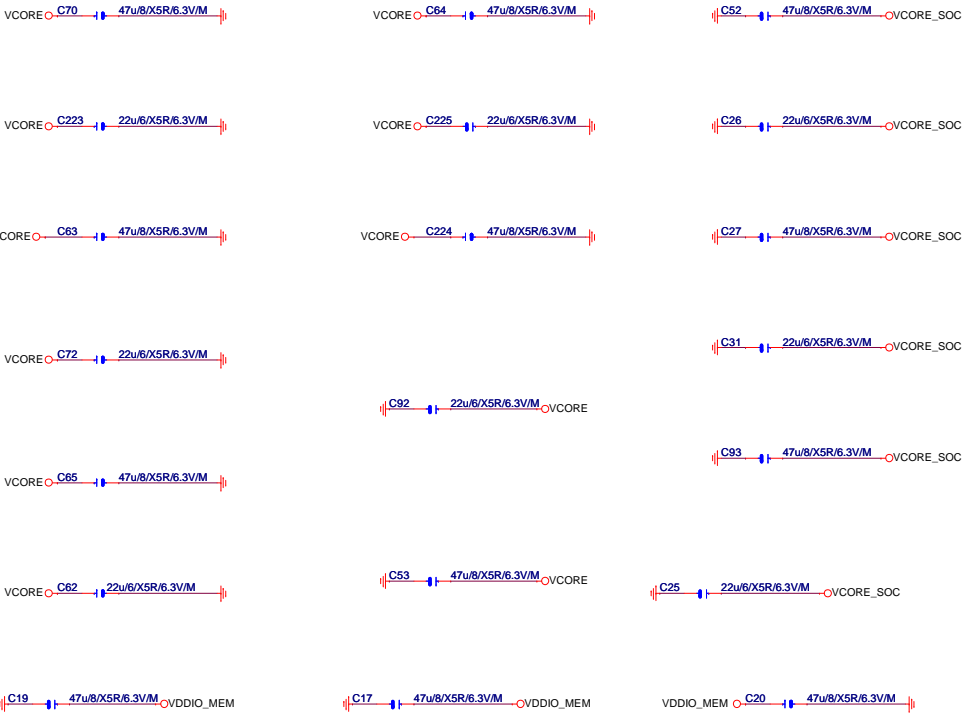 VCORE C70 47u/8/X5R/6.3V/M
VCORE C64 47u/8/X5R/6.3V/M
C52 47u/8/X5R/6.3V/M VCORE_SOC
VCORE C223 22u/6/X5R/6.3V/M
VCORE C225 22u/6/X5R/6.3V/M
C26 22u/6/X5R/6.3V/M VCORE_SOC
CORE C63 47u/8/X5R/6.3V/M
VCORE C224 47u/8/X5R/6.3V/M
C27 47u/8/X5R/6.3V/M VCORE_SOC
C31 22u/6/X5R/6.3V/M VCORE_SOC
VCORE C72 22u/6/X5R/6.3V/M
C92 22u/6/X5R/6.3V/M VCORE
C93 47u/8/X5R/6.3V/M VCORE_SOC
VCORE C65 47u/8/X5R/6.3V/M
C53 47u/8/X5R/6.3V/M VCORE
VCORE C62 22u/6/X5R/6.3V/M
C25 22u/6/X5R/6.3V/M VCORE_SOC
C19 47u/8/X5R/6.3V/M VDDIO_MEM
C17 47u/8/X5R/6.3V/M VDDIO_MEM
VDDIO_MEM C20 47u/8/X5R/6.3V/M